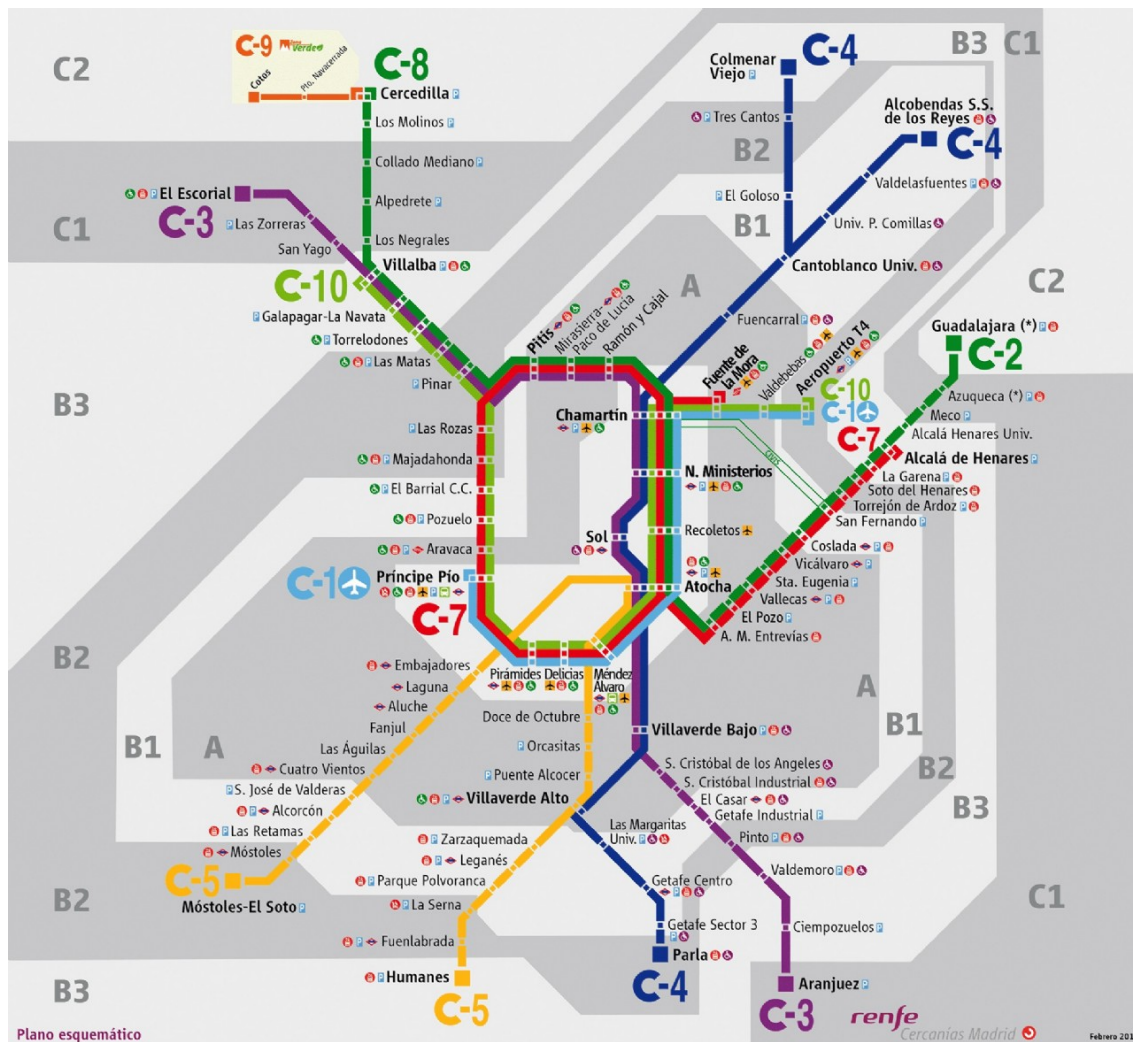 C-9
verde
Cotos
Pto. Navacerrada
C-8
Cercedilla
Los Molinos
Collado Mediano
Alpedrete
Los Negrales
Villalba
El Escorial
C-3
Las Zorreras
San Yago
C-10
Galapagar-La Navata
Torrelodones
Las Matas
Pinar
Las Rozas
Majadahonda
El Barrial C.C.
Pozuelo
Aravaca
C-1
Príncipe Pío
C-7
Pitis
Mirasierra-
Paco de Lucía
Ramón y Cajal
Chamartín
N. Ministerios
Sol
Recoletos
Atocha
Colmenar
Viejo
C-4
Tres Cantos
El Goloso
Alcobendas S.S.
de los Reyes
C-4
Valdelasfuentes
Univ. P. Comillas
Cantoblanco Univ.
Fuencarral
Fuente de
la Mora
Valdebebas
Aeropuerto T4
C-10
C-1
Civis
Guadalajara (*)
C-2
Azuqueca (*)
Meco
Alcalá Henares Univ.
C-7
Alcalá de Henares
La Garena
Soto del Henares
Torrejón de Ardoz
San Fernando
Coslada
Vicálvaro
Sta. Eugenia
Vallecas
El Pozo
A. M. Entrevías
Pirámides
Delicias
Méndez
Álvaro
Embajadores
Laguna
Aluche
Fanjul
Las Águilas
Cuatro Vientos
S. José de Valderas
Alcorcón
Las Retamas
Móstoles
C-5
Móstoles-El Soto
Doce de Octubre
Orcasitas
Puente Alcocer
Villaverde Alto
Zarzaquemada
Leganés
Parque Polvoranca
La Serna
Fuenlabrada
Humanes
C-5
Villaverde Bajo
Las Margaritas
Univ.
Getafe Centro
Getafe Sector 3
Parla
C-4
S. Cristóbal de los Angeles
S. Cristóbal Industrial
El Casar
Getafe Industrial
Pinto
Valdemoro
Ciempozuelos
Aranjuez
C-3
C2
C1
B3
B2
B1
A
B2
B3
B3
C1
B2
B1
A
C2
A
B1
B2
B3
C1
renfe
Cercanías Madrid
Plano esquemático
Febrero 201